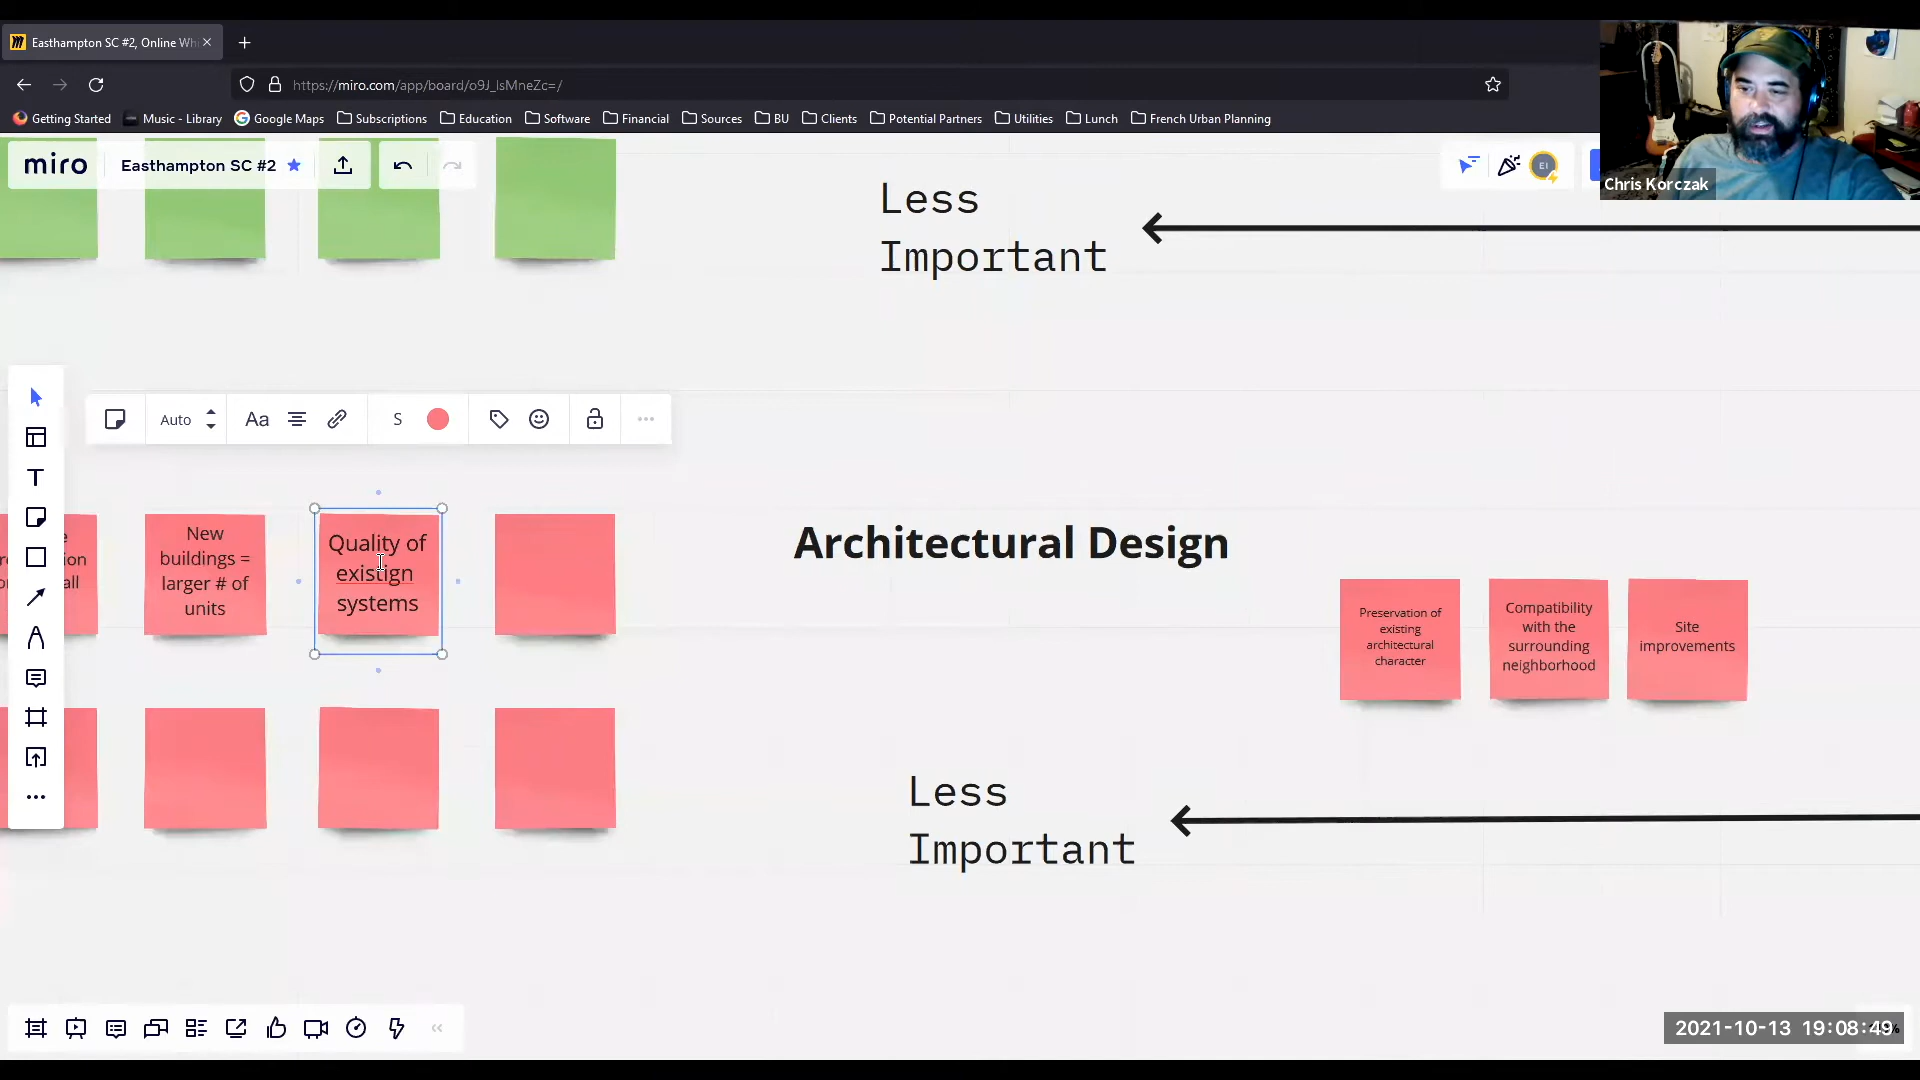 Easthampton SC #2, Online Wh
https://miro.com/app/board/o9J_lsMneZc=/
Getting Started
Music - Library
Google Maps
Subscriptions
Education
Software
Financial
Sources
BU
Clients
Potential Partners
Utilities
Lunch
French Urban Planning
Chris Korczak
miro
Easthampton SC #2
EI
Less
Important
Auto
Aa
S
T
New
buildings =
larger # of
units
Quality of
existign
systems
Architectural Design
Preservation of
existing
architectural
character
Compatibility
with the
surrounding
neighborhood
Site
improvements
Less
Important
2021-10-13 19:08:49